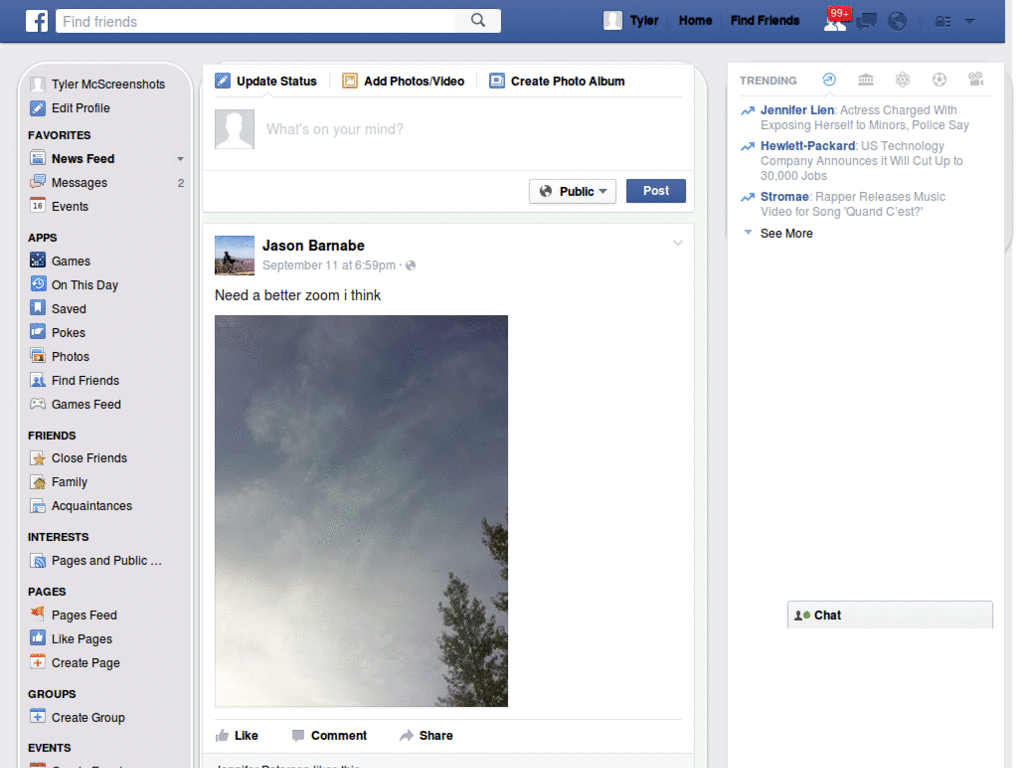 Find friends
Tyler
Home
Find Friends
99+
Tyler McScreenshots
Edit Profile
FAVORITES
News Feed
Messages 2
16 Events
APPS
Games
On This Day
Saved
Pokes
Photos
Find Friends
Games Feed
FRIENDS
Close Friends
Family
Acquaintances
INTERESTS
Pages and Public ...
PAGES
Pages Feed
Like Pages
Create Page
GROUPS
Create Group
EVENTS
Update Status
Add Photos/Video
Create Photo Album
What's on your mind?
Public
Post
Jason Barnabe
September 11 at 6:59pm ·
Need a better zoom i think
Like
Comment
Share
TRENDING
Jennifer Lien: Actress Charged With
Exposing Herself to Minors, Police Say
Hewlett-Packard: US Technology
Company Announces it Will Cut Up to
30,000 Jobs
Stromae: Rapper Releases Music
Video for Song 'Quand C'est?'
See More
Chat